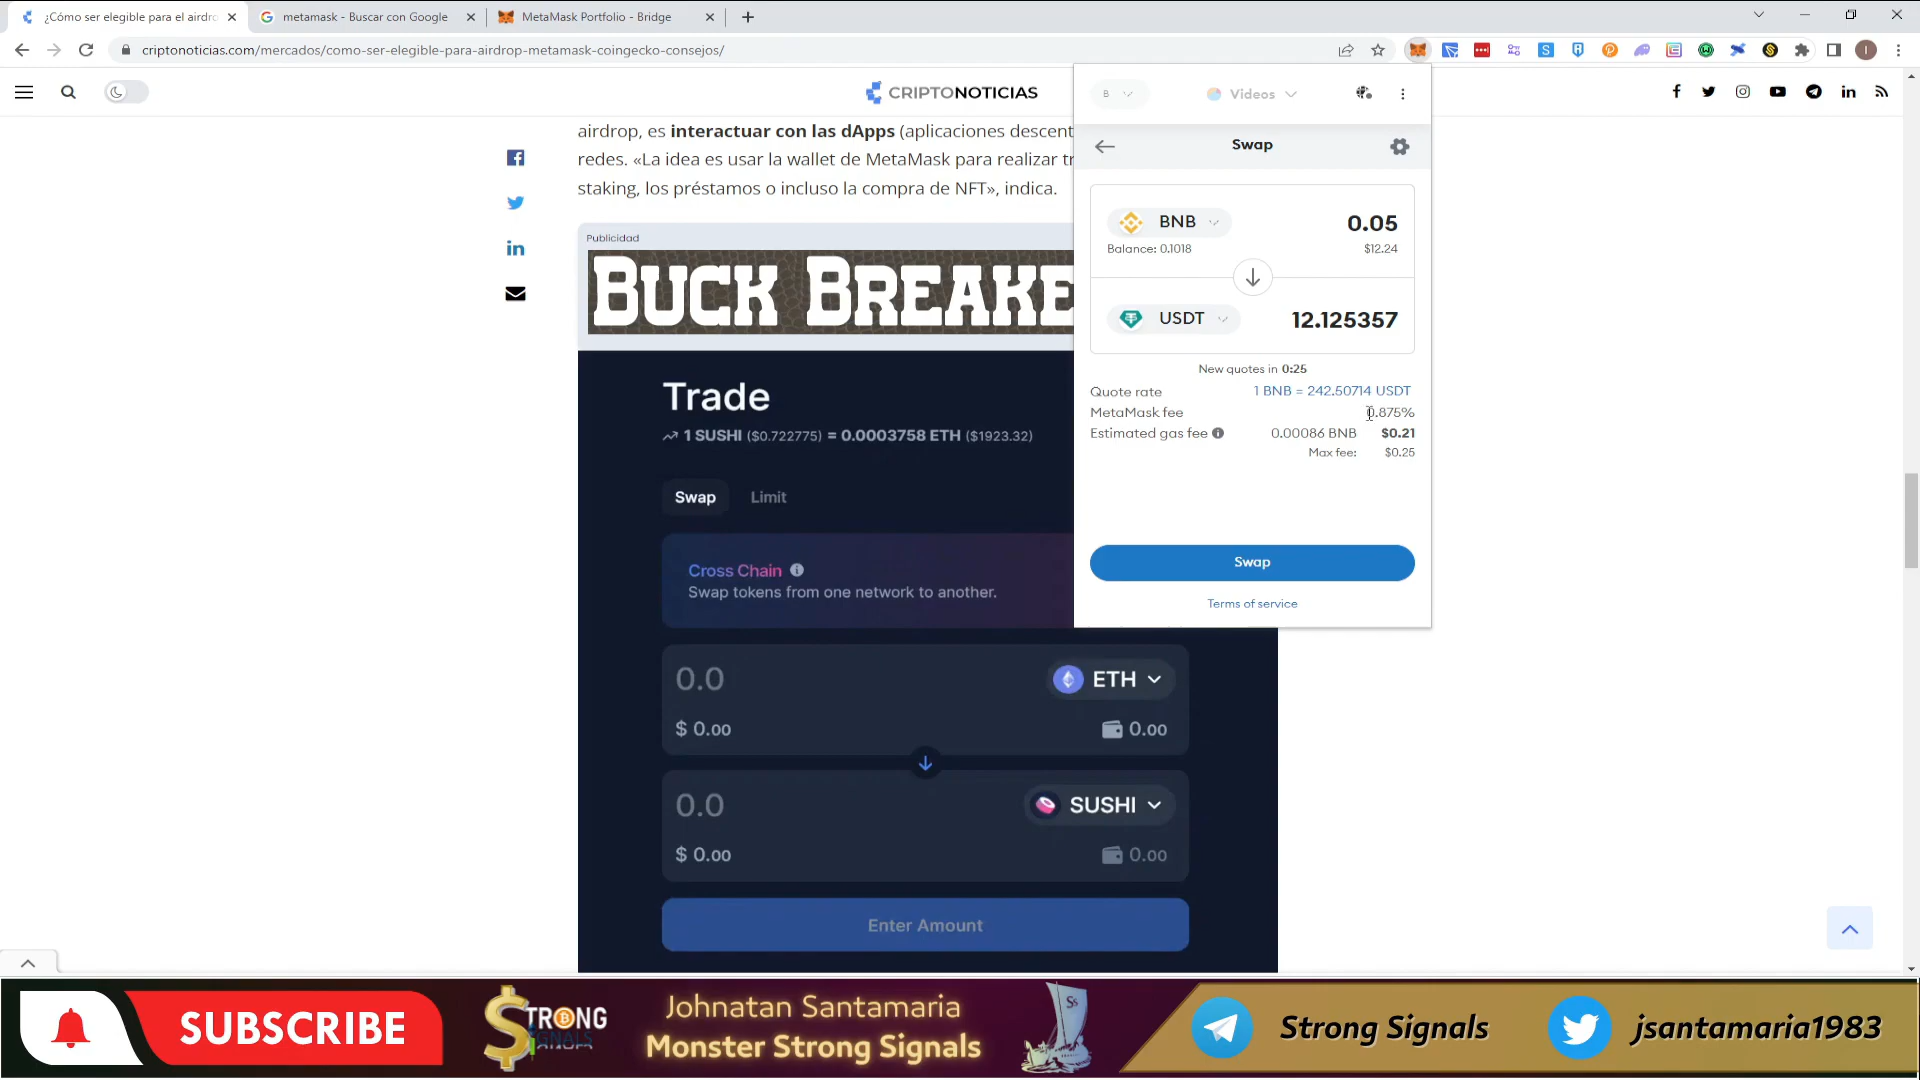 ¿Cómo ser elegible para el airdro
metamask - Buscar con Google
MetaMask Portfolio - Bridge
criptonoticias.com/mercados/como-ser-elegible-para-airdrop-metamask-coingecko-consejos/
CRIPTONOTICIAS
airdrop, es interactuar con las dApps (aplicaciones descent
redes. «La idea es usar la wallet de MetaMask para realizar tr
staking, los préstamos o incluso la compra de NFT», indica.
Publicidad
BUCK BREAKE
Trade
1 SUSHI ($0.722775) = 0.0003758 ETH ($1923.32)
Swap
Limit
Cross Chain
Swap tokens from one network to another.
0.0
ETH
$ 0.00
0.00
0.0
SUSHI
$ 0.00
0.00
Enter Amount
B
Videos
Swap
BNB
0.05
Balance: 0.1018
$12.24
USDT
12.125357
New quotes in 0:25
Quote rate
1 BNB = 242.50714 USDT
MetaMask fee
0.875%
Estimated gas fee
0.00086 BNB
$0.21
Max fee:
$0.25
Swap
Terms of service
SUBSCRIBE
STRONG
SIGNALS
Johnatan Santamaria
Monster Strong Signals
Ss
Strong Signals
jsantamaria1983